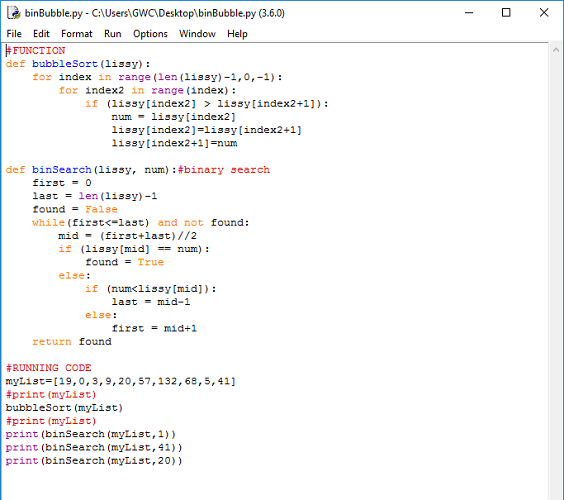 binBubble.py - C:\Users\GWC\Desktop\binBubble.py (3.6.0)
File Edit Format Run Options Window Help
#FUNCTION
def bubbleSort(lissy):
    for index in range(len(lissy)-1,0,-1):
        for index2 in range(index):
            if (lissy[index2] > lissy[index2+1]):
                num = lissy[index2]
                lissy[index2]=lissy[index2+1]
                lissy[index2+1]=num
def binSearch(lissy, num):#binary search
    first = 0
    last = len(lissy)-1
    found = False
    while(first<=last) and not found:
        mid = (first+last)//2
        if (lissy[mid] == num):
            found = True
        else:
            if (num<lissy[mid]):
                last = mid-1
            else:
                first = mid+1
    return found
#RUNNING CODE
myList=[19,0,3,9,20,57,132,68,5,41]
#print(myList)
bubbleSort(myList)
#print(myList)
print(binSearch(myList,1))
print(binSearch(myList,41))
print(binSearch(myList,20))